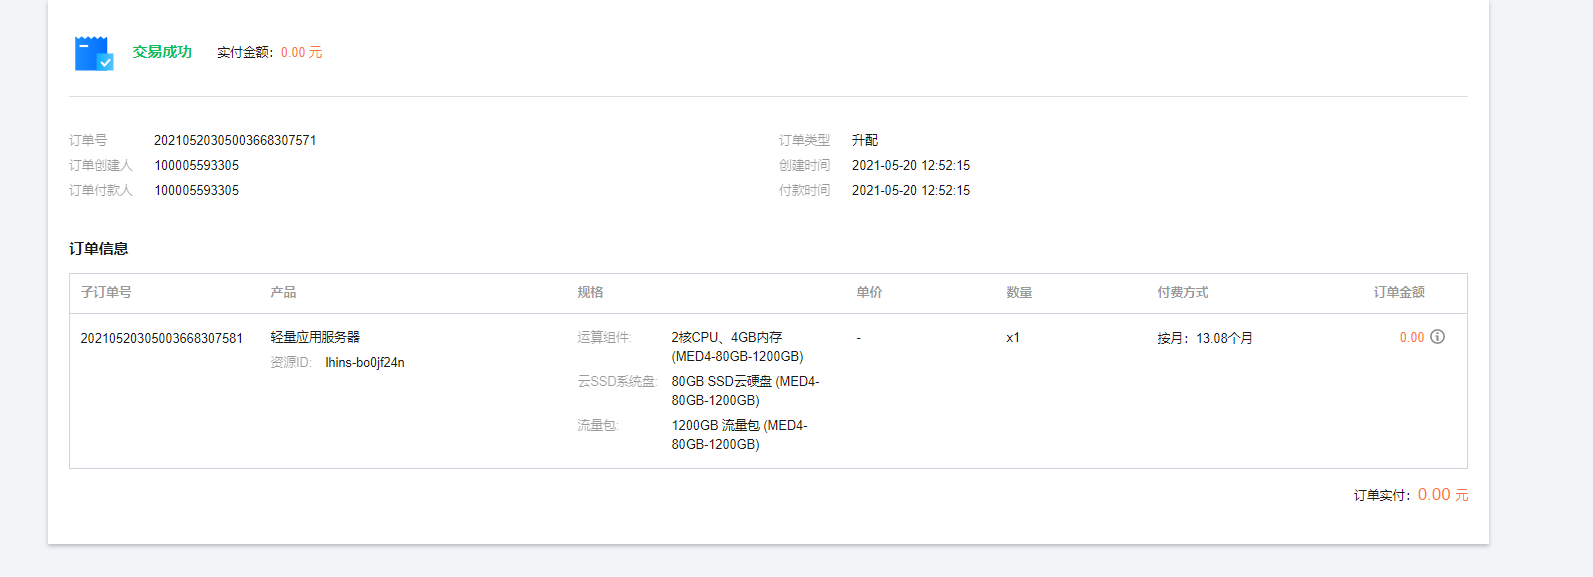 交易成功 实付金额: 0.00 元
订单号 20210520305003668307571 订单类型 升配
订单创建人 100005593305 创建时间 2021-05-20 12:52:15
订单付款人 100005593305 付款时间 2021-05-20 12:52:15
订单信息
子订单号 产品 规格 单价 数量 付费方式 订单金额
20210520305003668307581 轻量应用服务器 运算组件: 2核CPU、4GB内存 - x1 按月: 13.08个月 0.00
(MED4-80GB-1200GB)
资源ID: lhins-bo0jf24n
云SSD系统盘: 80GB SSD云硬盘 (MED4-
80GB-1200GB)
流量包: 1200GB 流量包 (MED4-
80GB-1200GB)
订单实付: 0.00 元